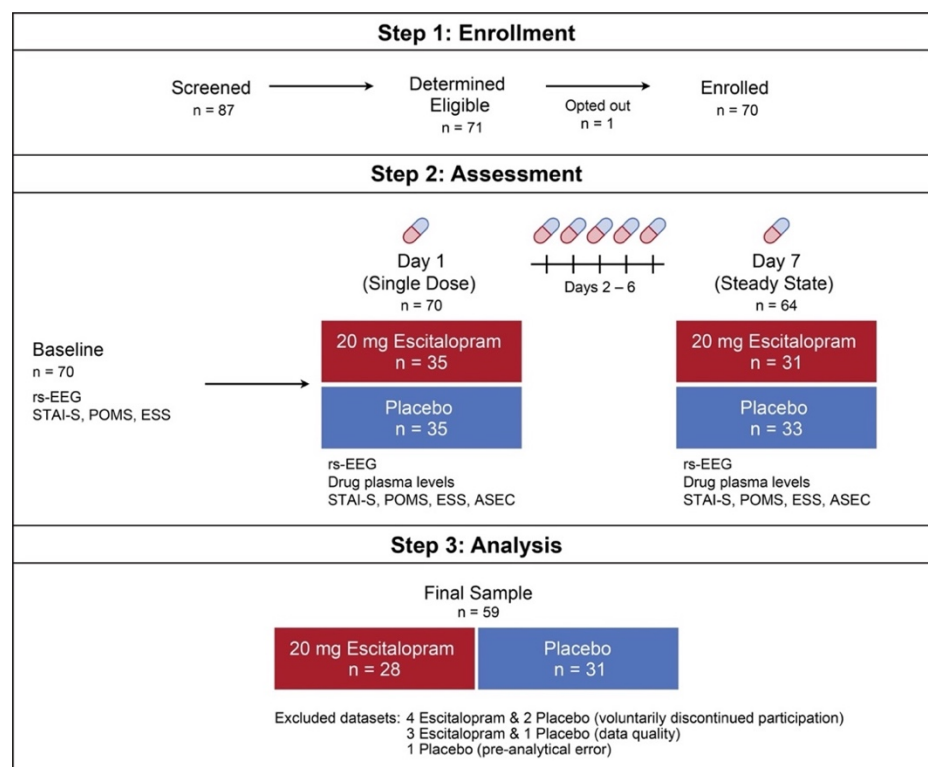 Step 1: Enrollment
Screened
n = 87
Determined
Eligible
n = 71
Opted out
n = 1
Enrolled
n = 70
Step 2: Assessment
Baseline
n = 70
rs-EEG
STAI-S, POMS, ESS
Day 1
(Single Dose)
n = 70
20 mg Escitalopram
n = 35
Placebo
n = 35
rs-EEG
Drug plasma levels
STAI-S, POMS, ESS, ASEC
Days 2 – 6
Day 7
(Steady State)
n = 64
20 mg Escitalopram
n = 31
Placebo
n = 33
rs-EEG
Drug plasma levels
STAI-S, POMS, ESS, ASEC
Step 3: Analysis
Final Sample
n = 59
20 mg Escitalopram
n = 28
Placebo
n = 31
Excluded datasets: 4 Escitalopram & 2 Placebo (voluntarily discontinued participation)
3 Escitalopram & 1 Placebo (data quality)
1 Placebo (pre-analytical error)